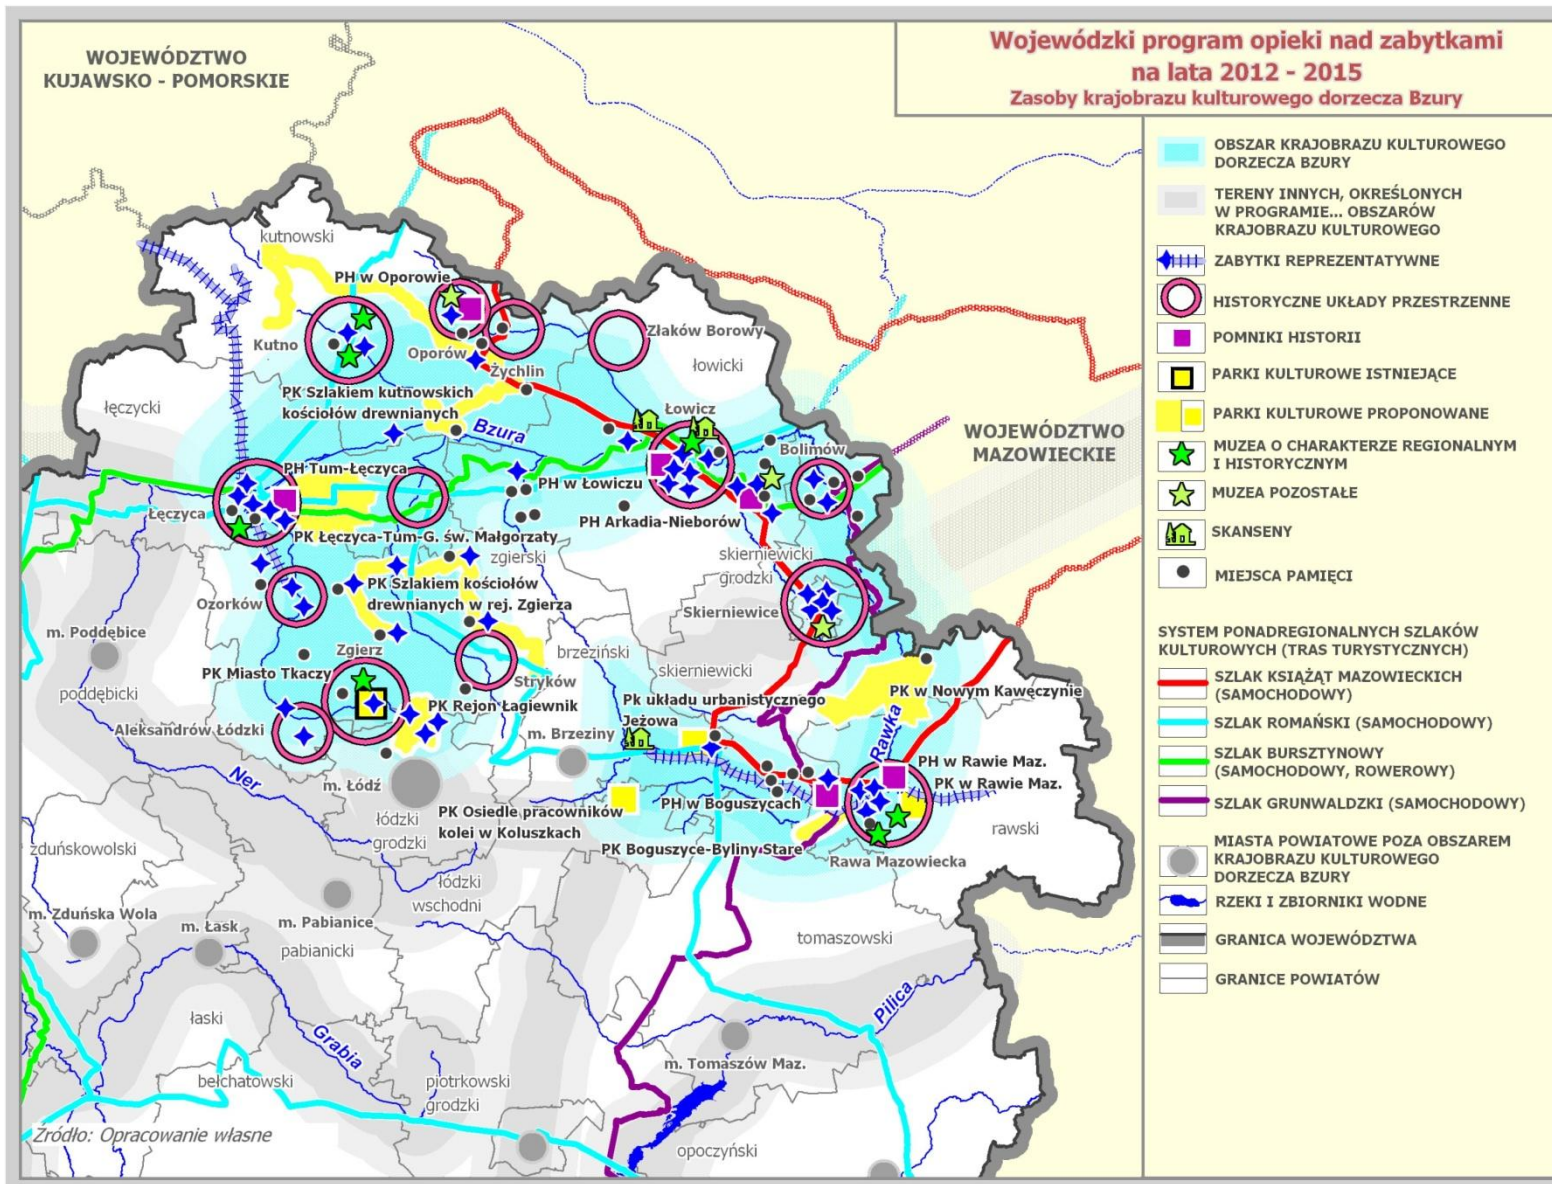 WOJEWÓDZTWO
KUJAWSKO - POMORSKIE
Wojewódzki program opieki nad zabytkami
na lata 2012 - 2015
Zasoby krajobrazu kulturowego dorzecza Bzury
kutnowski
PH w Oporowie
Złaków Borowy
Kutno
Oporów
łowicki
Żychlin
PK Szlakiem kutnowskich
kościołów drewnianych
łęczycki
Łowicz
Bzura
WOJEWÓDZTWO
MAZOWIECKIE
Bolimów
PH Tum-Łęczyca
PH w Łowiczu
Łęczyca
PH Arkadia-Nieborów
PK Łęczyca-Tum-G. św. Małgorzaty
zgierski
skierniewicki
grodzki
PK Szlakiem kościołów
drewnianych w rej. Zgierza
Ozorków
Skierniewice
m. Poddębice
Zgierz
brzeziński
PK Miasto Tkaczy
skierniewicki
Stryków
poddębicki
PK w Nowym Kawęczynie
Pk układu urbanistycznego
Jeżowa
PK Rejon Łagiewnik
Aleksandrów Łódzki
m. Brzeziny
Rawka
Ner
PH w Rawie Maz.
m. Łódź
PK w Rawie Maz.
PH w Boguszycach
PK Osiedle pracowników
kolei w Koluszkach
łódzki
grodzki
rawski
zduńskowolski
PK Boguszyce-Byliny Stare
Rawa Mazowiecka
łódzki
wschodni
m. Zduńska Wola
m. Pabianice
m. Łask
pabianicki
tomaszowski
Pilica
łaski
Grabia
m. Tomaszów Maz.
bełchatowski
piotrkowski
grodzki
Źródło: Opracowanie własne
opoczyński
OBSZAR KRAJOBRAZU KULTUROWEGO
DORZECZA BZURY
TERENY INNYCH, OKREŚLONYCH
W PROGRAMIE... OBSZARÓW
KRAJOBRAZU KULTUROWEGO
ZABYTKI REPREZENTATYWNE
HISTORYCZNE UKŁADY PRZESTRZENNE
POMNIKI HISTORII
PARKI KULTUROWE ISTNIEJĄCE
PARKI KULTUROWE PROPONOWANE
MUZEA O CHARAKTERZE REGIONALNYM
I HISTORYCZNYM
MUZEA POZOSTAŁE
SKANSENY
MIEJSCA PAMIĘCI
SYSTEM PONADREGIONALNYCH SZLAKÓW
KULTUROWYCH (TRAS TURYSTYCZNYCH)
SZLAK KSIĄŻĄT MAZOWIECKICH
(SAMOCHODOWY)
SZLAK ROMAŃSKI (SAMOCHODOWY)
SZLAK BURSZTYNOWY
(SAMOCHODOWY, ROWEROWY)
SZLAK GRUNWALDZKI (SAMOCHODOWY)
MIASTA POWIATOWE POZA OBSZAREM
KRAJOBRAZU KULTUROWEGO
DORZECZA BZURY
RZEKI I ZBIORNIKI WODNE
GRANICA WOJEWÓDZTWA
GRANICE POWIATÓW